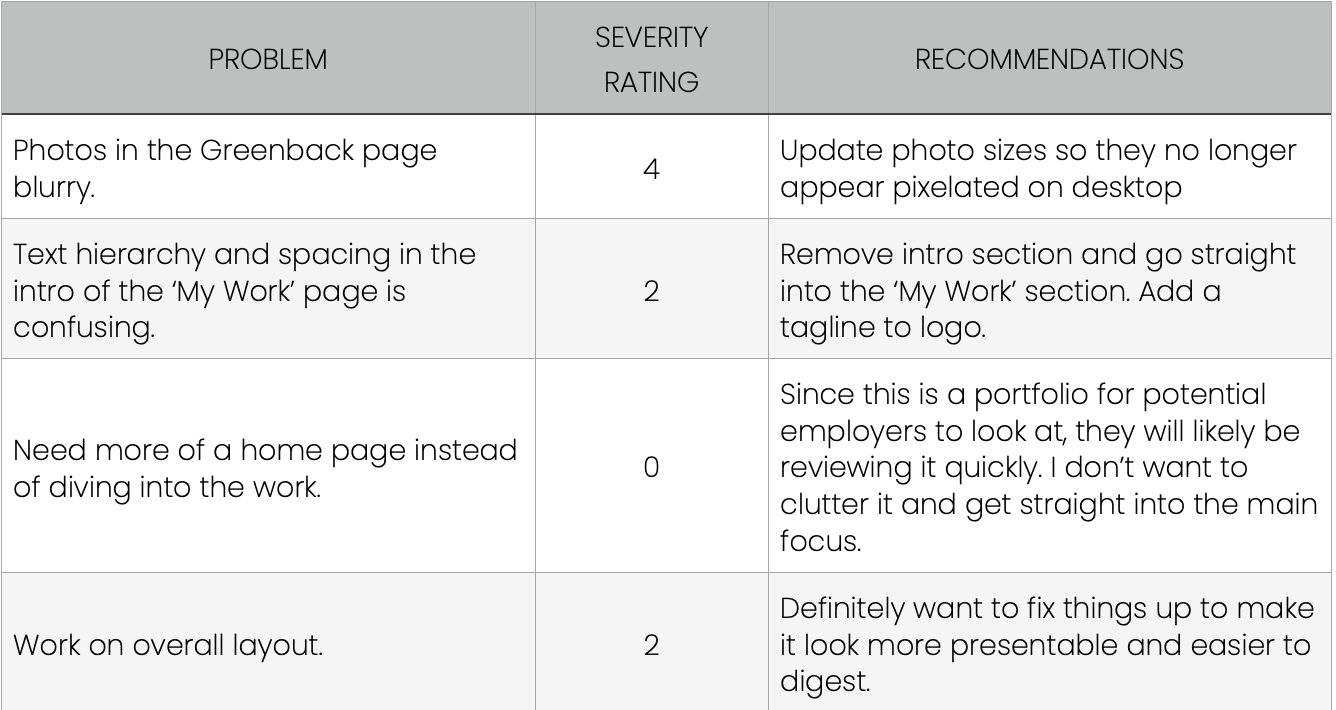 PROBLEM
SEVERITY
RATING
RECOMMENDATIONS
Photos in the Greenback page
blurry.
4
Update photo sizes so they no longer
appear pixelated on desktop
Text hierarchy and spacing in the
intro of the ‘My Work’ page is
confusing.
2
Remove intro section and go straight
into the ‘My Work’ section. Add a
tagline to logo.
Need more of a home page instead
of diving into the work.
0
Since this is a portfolio for potential
employers to look at, they will likely be
reviewing it quickly. I don’t want to
clutter it and get straight into the main
focus.
Work on overall layout.
2
Definitely want to fix things up to make
it look more presentable and easier to
digest.